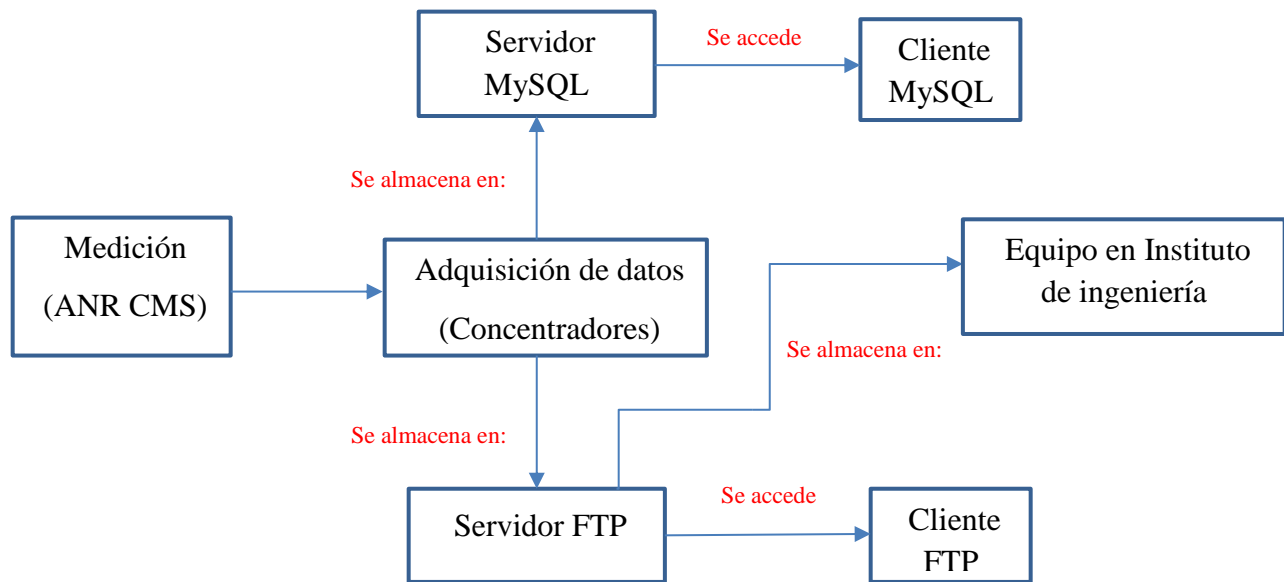 Servidor
MySQL
Se accede
Cliente
MySQL
Se almacena en:
Medición
(ANR CMS)
Adquisición de datos
(Concentradores)
Equipo en Instituto
de ingeniería
Se almacena en:
Se almacena en:
Servidor FTP
Se accede
Cliente
FTP